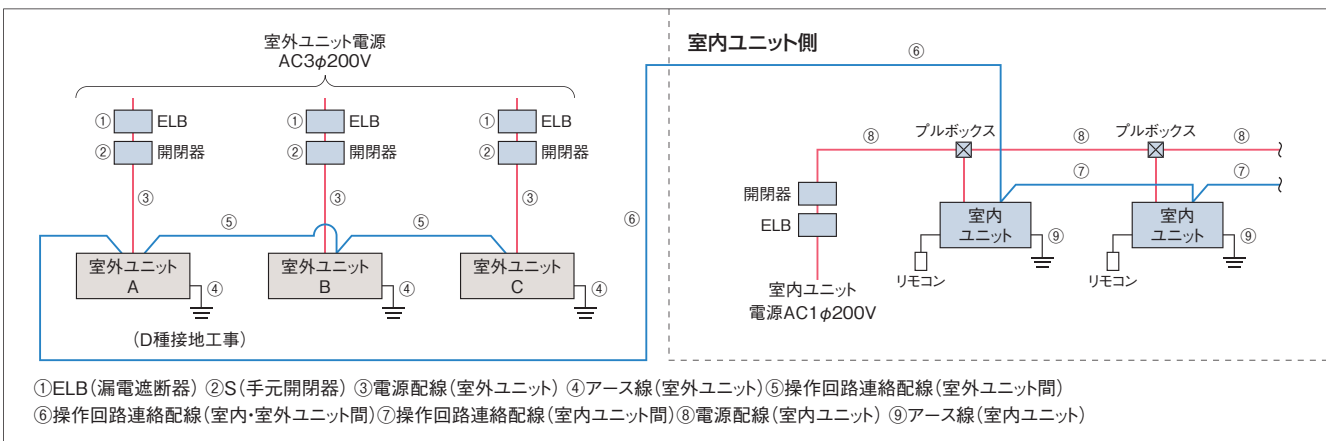 室外ユニット電源
AC3φ200V
① ELB ① ELB ① ELB
② 開閉器 ② 開閉器 ② 開閉器
③ ③ ③
⑤ ⑤
室外ユニット
A
室外ユニット
B
室外ユニット
C
④ ④ ④
(D種接地工事)
⑥
室内ユニット側
⑥
プルボックス プルボックス
⑧ ⑧ ⑧
⑦ ⑦
開閉器
ELB
室内ユニット
電源AC1φ200V
室内
ユニット
室内
ユニット
⑨ ⑨
リモコン リモコン
①ELB(漏電遮断器) ②S(手元開閉器) ③電源配線(室外ユニット) ④アース線(室外ユニット)⑤操作回路連絡配線(室外ユニット間)
⑥操作回路連絡配線(室内・室外ユニット間)⑦操作回路連絡配線(室内ユニット間)⑧電源配線(室内ユニット) ⑨アース線(室内ユニット)